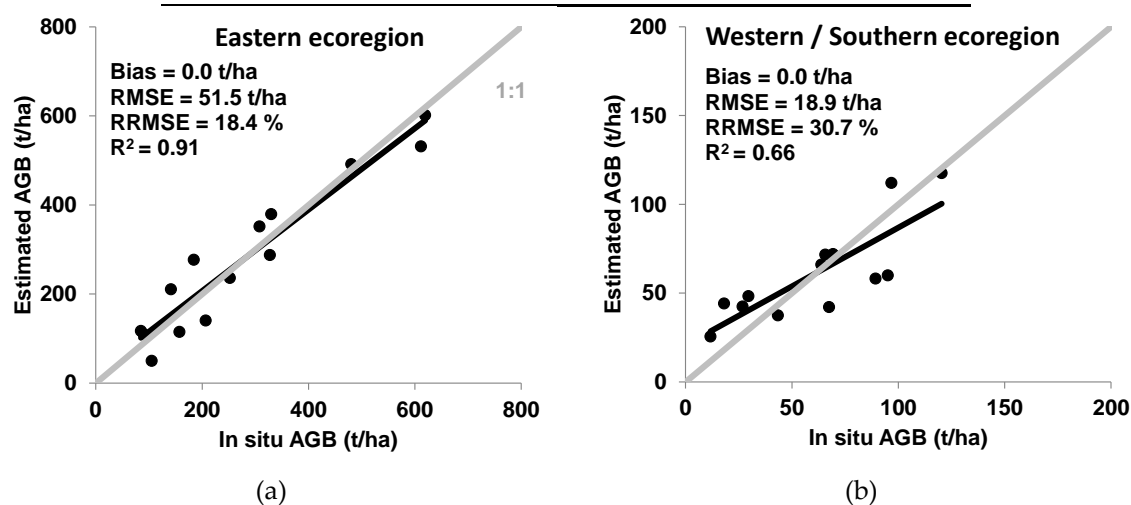 Eastern ecoregion
Bias = 0.0 t/ha
RMSE = 51.5 t/ha
RRMSE = 18.4 %
R² = 0.91
1:1
Estimated AGB (t/ha)
800
600
400
200
0
0 200 400 600 800
In situ AGB (t/ha)
(a)
Western / Southern ecoregion
Bias = 0.0 t/ha
RMSE = 18.9 t/ha
RRMSE = 30.7 %
R² = 0.66
Estimated AGB (t/ha)
200
150
100
50
0
0 50 100 150 200
In situ AGB (t/ha)
(b)